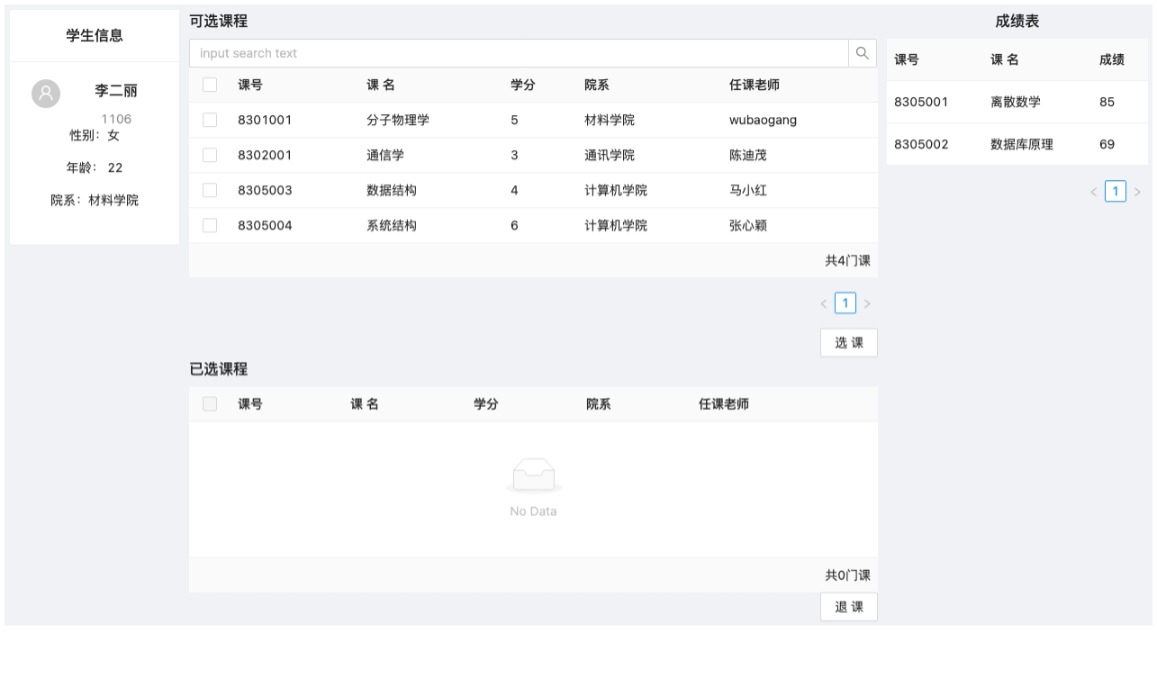 学生信息
李二丽
1106
性别：女
年龄： 22
院系：材料学院
可选课程
input search text
课号 课 名 学分 院系 任课老师
8301001 分子物理学 5 材料学院 wubaogang
8302001 通信学 3 通讯学院 陈迪茂
8305003 数据结构 4 计算机学院 马小红
8305004 系统结构 6 计算机学院 张心颖
共4门课
< 1 >
选 课
已选课程
课号 课 名 学分 院系 任课老师
No Data
共0门课
退 课
成绩表
课号 课 名 成绩
8305001 离散数学 85
8305002 数据库原理 69
< 1 >